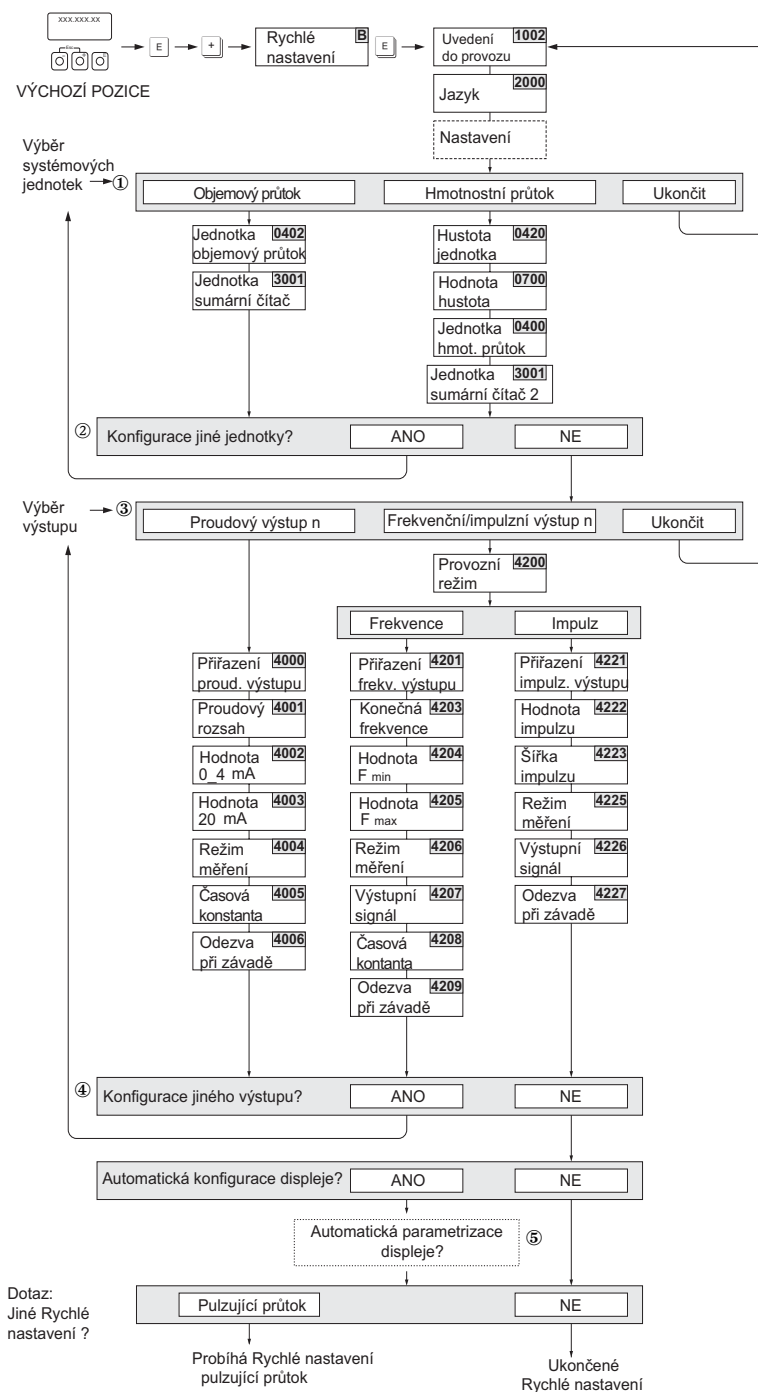 xxx.xxx.xx
Esc
E
+
Rychlé
nastavení
B
E
Uvedení
do provozu
1002
VÝCHOZÍ POZICE
Jazyk
2000
Nastavení
Výběr
systémových
jednotek
①
Objemový průtok
Hmotnostní průtok
Ukončit
Jednotka
objemový průtok
0402
Hustota
jednotka
0420
Jednotka
sumární čítač
3001
Hodnota
hustota
0700
Jednotka
hmot. průtok
0400
Jednotka
sumární čítač 2
3001
②
Konfigurace jiné jednotky?
ANO
NE
Výběr
výstupu
③
Proudový výstup n
Frekvenční/impulzní výstup n
Ukončit
Provozní
režim
4200
Frekvence
Impulz
Přiřazení
proud. výstupu
4000
Přiřazení
frekv. výstupu
4201
Přiřazení
impulz. výstupu
4221
Proudový
rozsah
4001
Konečná
frekvence
4203
Hodnota
impulzu
4222
Hodnota
0_4 mA
4002
Hodnota
F min
4204
Šířka
impulzu
4223
Hodnota
20 mA
4003
Hodnota
F max
4205
Režim
měření
4225
Režim
měření
4004
Režim
měření
4206
Výstupní
signál
4226
Časová
konstanta
4005
Výstupní
signál
4207
Odezva
při závadě
4227
Odezva
při závadě
4006
Časová
kontanta
4208
Odezva
při závadě
4209
④
Konfigurace jiného výstupu?
ANO
NE
Automatická konfigurace displeje?
ANO
NE
Automatická parametrizace
displeje?
⑤
Dotaz:
Jiné Rychlé
nastavení ?
Pulzující průtok
NE
Probíhá Rychlé nastavení
pulzující průtok
Ukončené
Rychlé nastavení